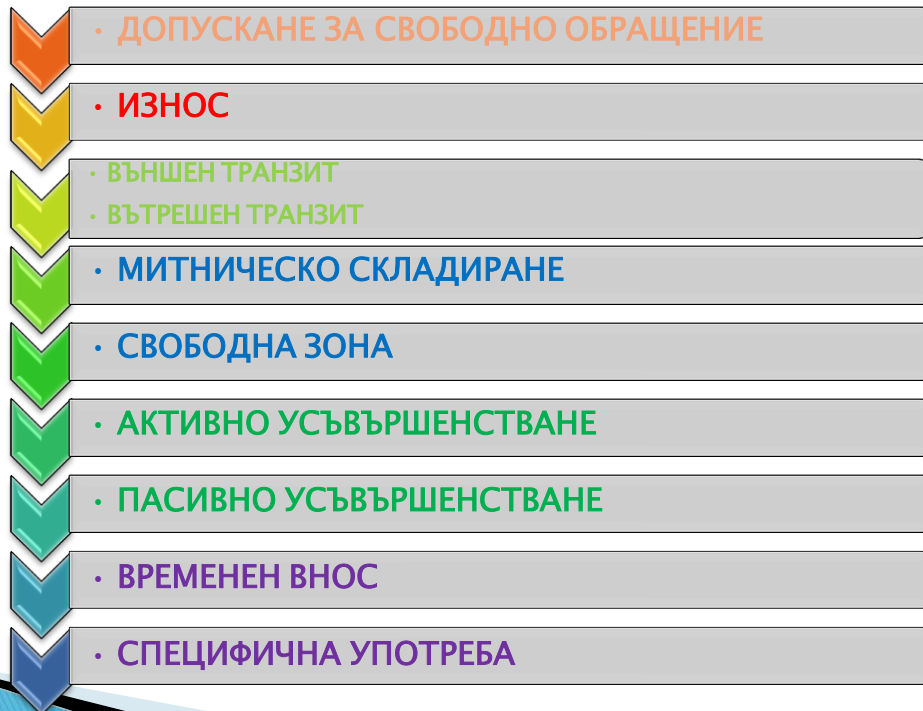 • ДОПУСКАНЕ ЗА СВОБОДНО ОБРАЩЕНИЕ
• ИЗНОС
• ВЪНШЕН ТРАНЗИТ
• ВЪТРЕШЕН ТРАНЗИТ
• МИТНИЧЕСКО СКЛАДИРАНЕ
• СВОБОДНА ЗОНА
• АКТИВНО УСЪВЪРШЕНСТВАНЕ
• ПАСИВНО УСЪВЪРШЕНСТВАНЕ
• ВРЕМЕНЕН ВНОС
• СПЕЦИФИЧНА УПОТРЕБА